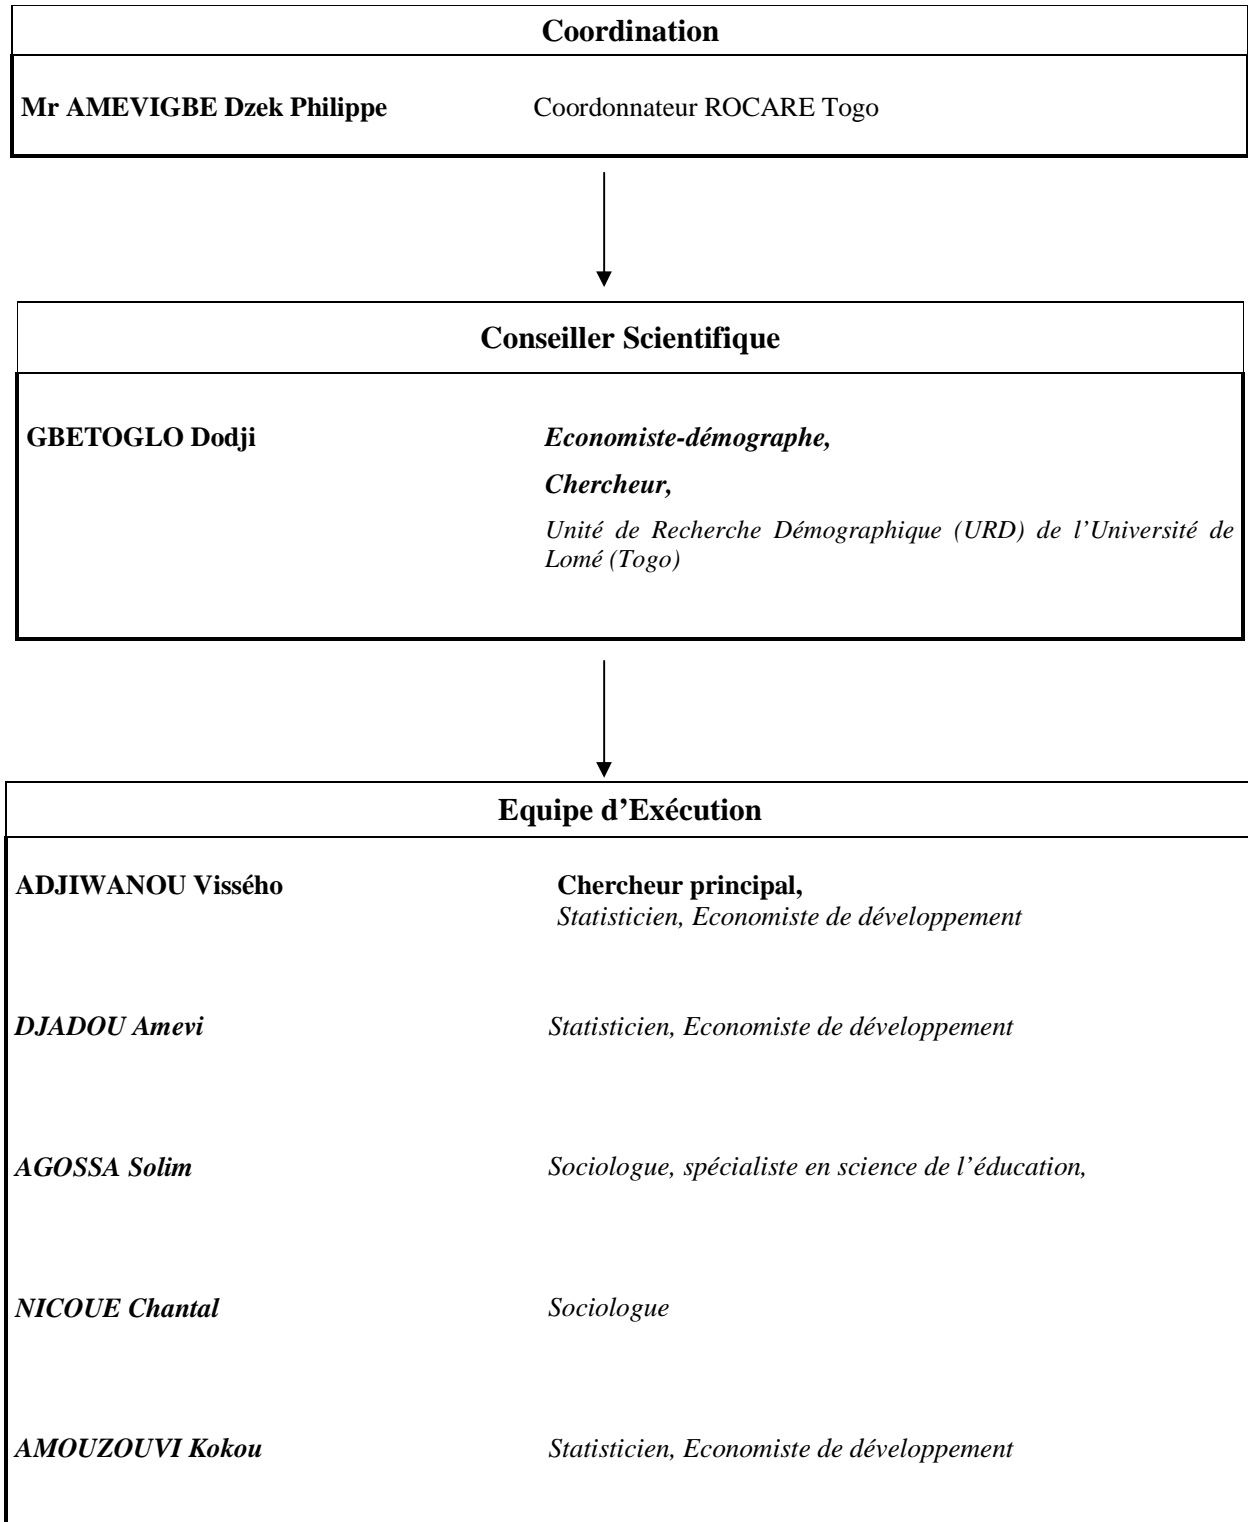 Coordination
Mr AMEVIGBE Dzek Philippe Coordonnateur ROCARE Togo
Conseiller Scientifique
GBETOGLO Dodji Economiste-démographe,
Chercheur,
Unité de Recherche Démographique (URD) de l’Université de
Lomé (Togo)
Equipe d’Exécution
ADJIWANOU Visségho Chercheur principal,
Statisticien, Economiste de développement
DJADOU Amevi Statisticien, Economiste de développement
AGOSSA Solim Sociologue, spécialiste en science de l’éducation,
NICOUE Chantal Sociologue
AMOUZOUVI Kokou Statisticien, Economiste de développement